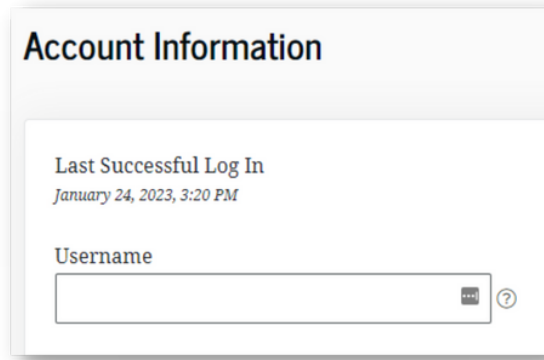 Account Information
Last Successful Log In
January 24, 2023, 3:20 PM
Username